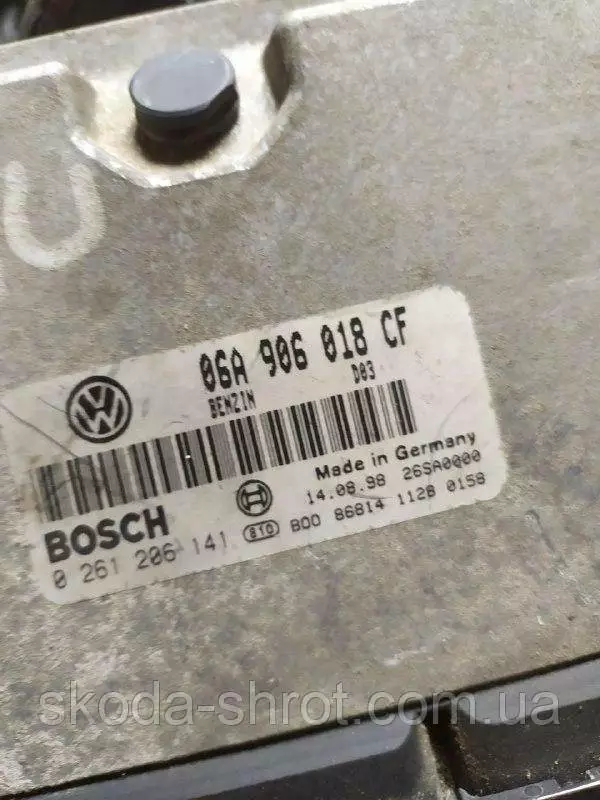 U
06A 906 018 CF
BENZIN D03
Made in Germany
BOSCH 14.08.98 26SA0000
0 261 206 141 810 B00 86814 1128 0158
skoda-shrot.com.ua